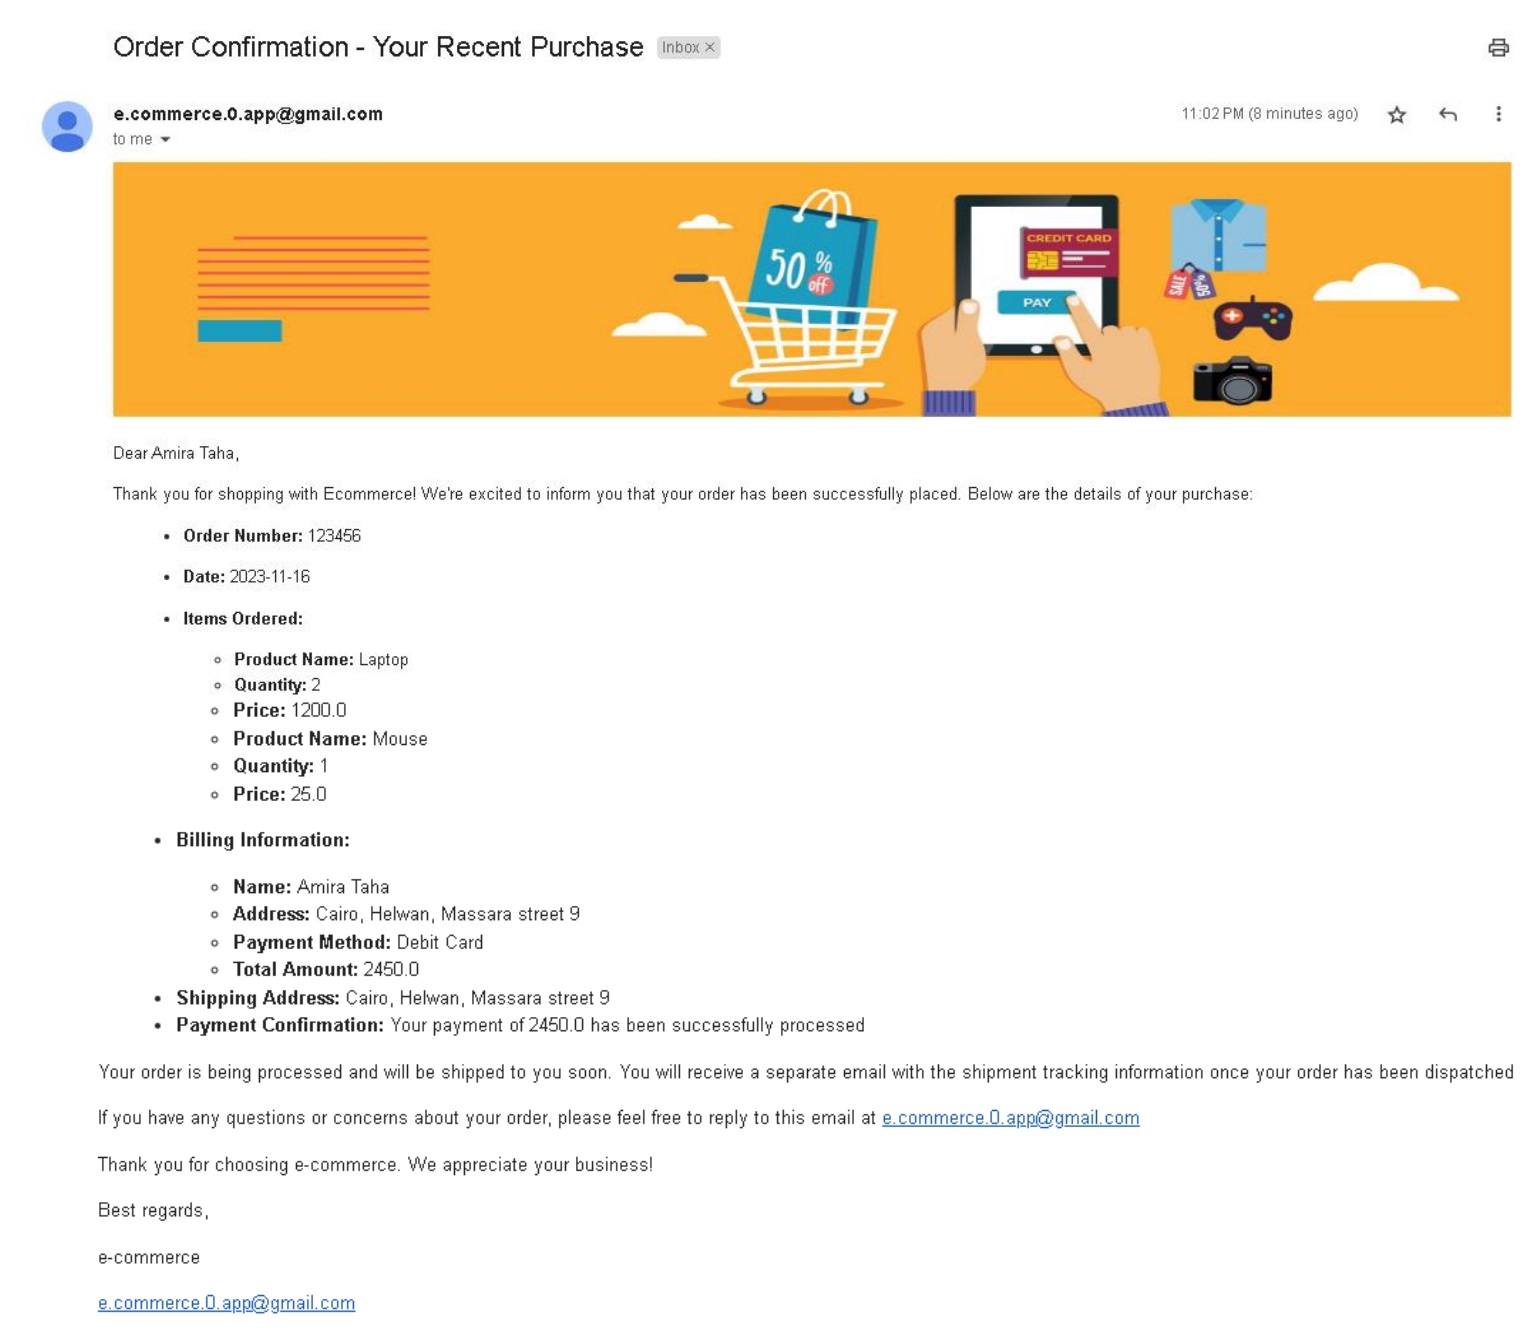 Order Confirmation - Your Recent Purchase Inbox ×
e.commerce.0.app@gmail.com 11:02 PM (8 minutes ago)
to me
50 % off
CREDIT CARD
PAY
SALE 50%
Dear Amira Taha,
Thank you for shopping with Ecommerce! We're excited to inform you that your order has been successfully placed. Below are the details of your purchase:
• Order Number: 123456
• Date: 2023-11-16
• Items Ordered:
◦ Product Name: Laptop
◦ Quantity: 2
◦ Price: 1200.0
◦ Product Name: Mouse
◦ Quantity: 1
◦ Price: 25.0
• Billing Information:
◦ Name: Amira Taha
◦ Address: Cairo, Helwan, Massara street 9
◦ Payment Method: Debit Card
◦ Total Amount: 2450.0
• Shipping Address: Cairo, Helwan, Massara street 9
• Payment Confirmation: Your payment of 2450.0 has been successfully processed
Your order is being processed and will be shipped to you soon. You will receive a separate email with the shipment tracking information once your order has been dispatched
If you have any questions or concerns about your order, please feel free to reply to this email at e.commerce.0.app@gmail.com
Thank you for choosing e-commerce. We appreciate your business!
Best regards,
e-commerce
e.commerce.0.app@gmail.com